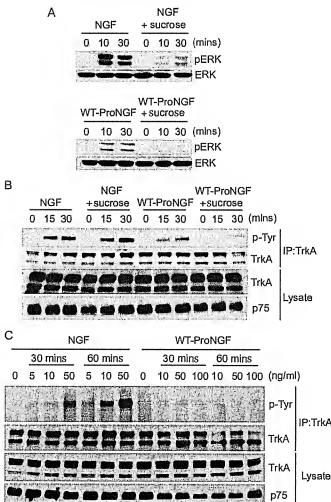 A
NGF
NGF + sucrose
0 10 30 0 10 30 (mins)
pERK
ERK
WT-ProNGF
WT-ProNGF + sucrose
0 10 30 0 10 30 (mins)
pERK
ERK
B
NGF
NGF +sucrose
WT-ProNGF
WT-ProNGF +sucrose
0 15 30 0 15 30 0 15 30 0 15 30 (mins)
p-Tyr
TrkA
IP:TrkA
TrkA
p75
Lysate
C
NGF
WT-ProNGF
30 mins
60 mins
30 mins
60 mins
0 5 10 50 5 10 50 0 10 50 100 10 50 100 (ng/ml)
p-Tyr
TrkA
IP:TrkA
TrkA
p75
Lysate